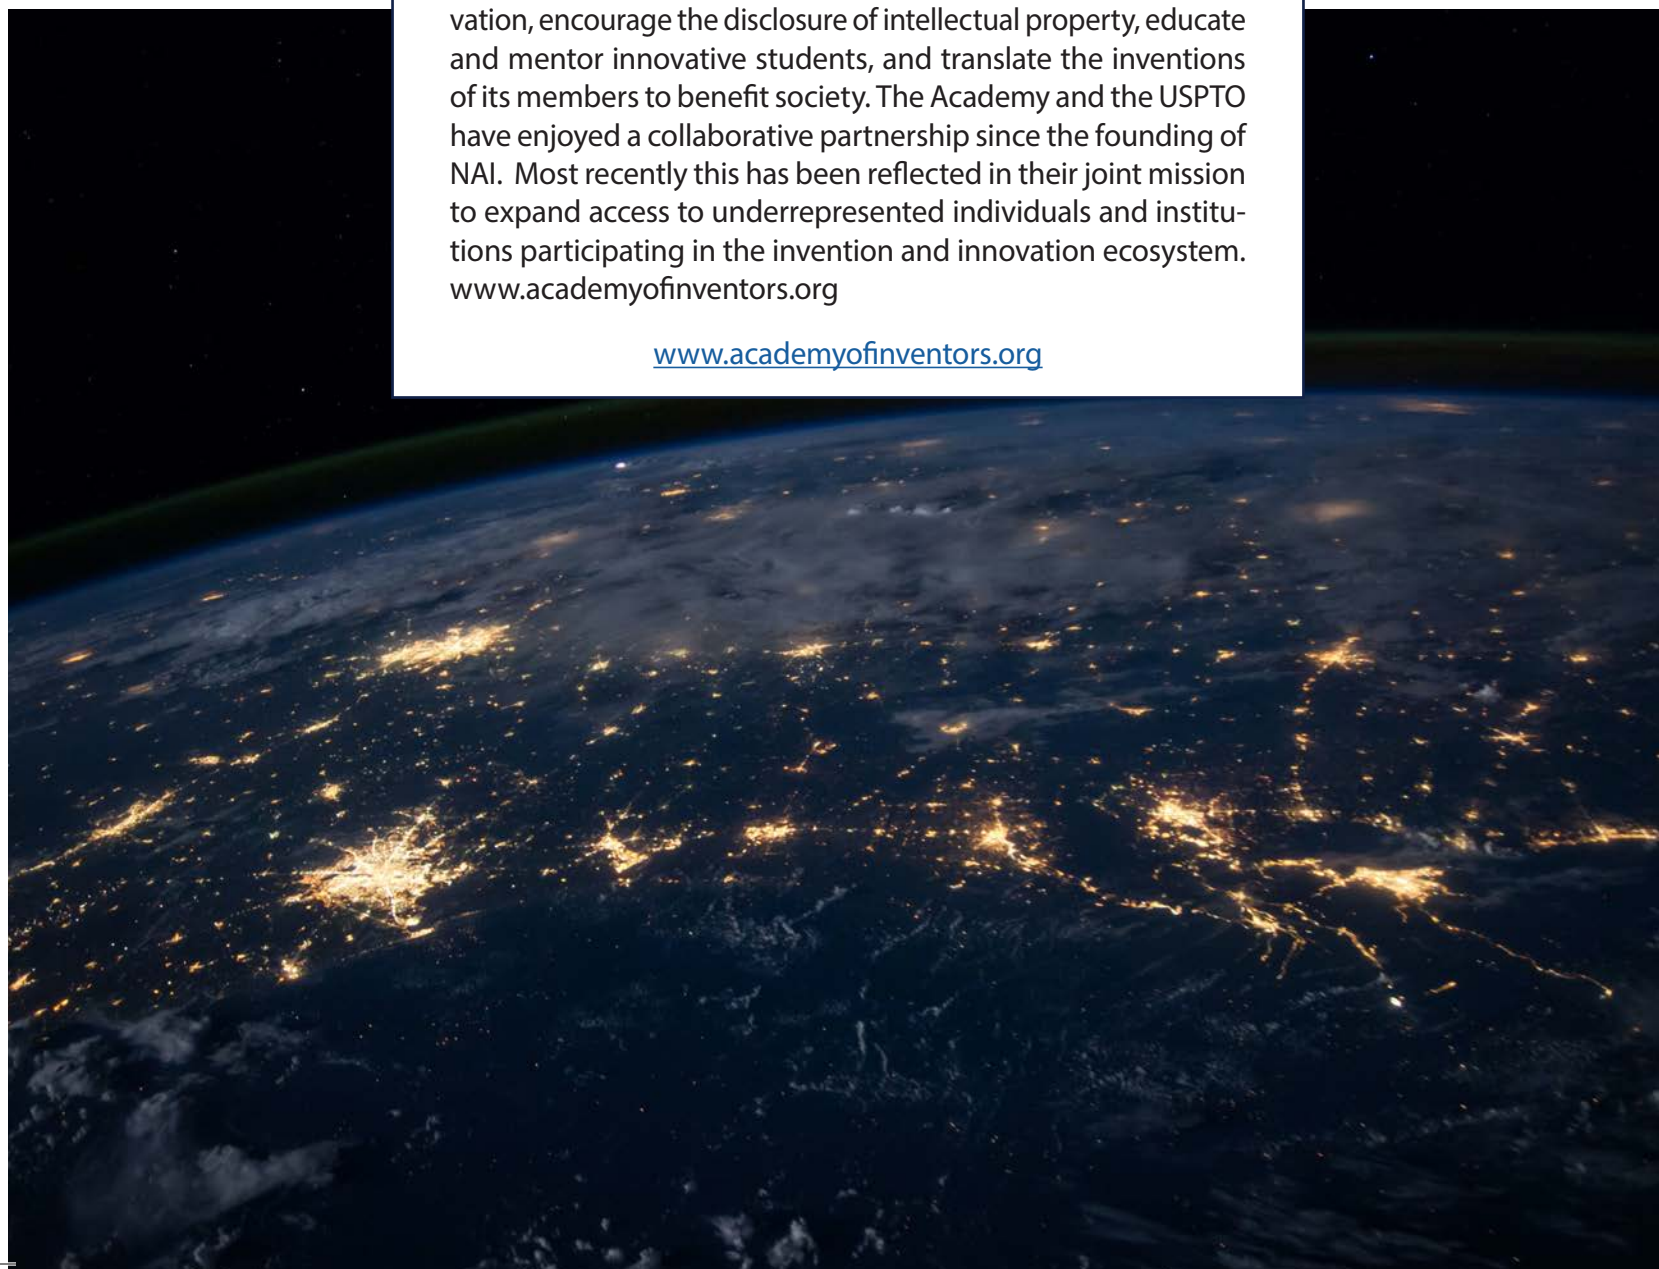 vation, encourage the disclosure of intellectual property, educate
and mentor innovative students, and translate the inventions
of its members to benefit society. The Academy and the USPTO
have enjoyed a collaborative partnership since the founding of
NAI.  Most recently this has been reflected in their joint mission
to expand access to underrepresented individuals and institu-
tions participating in the invention and innovation ecosystem.
www.academyofinventors.org
www.academyofinventors.org